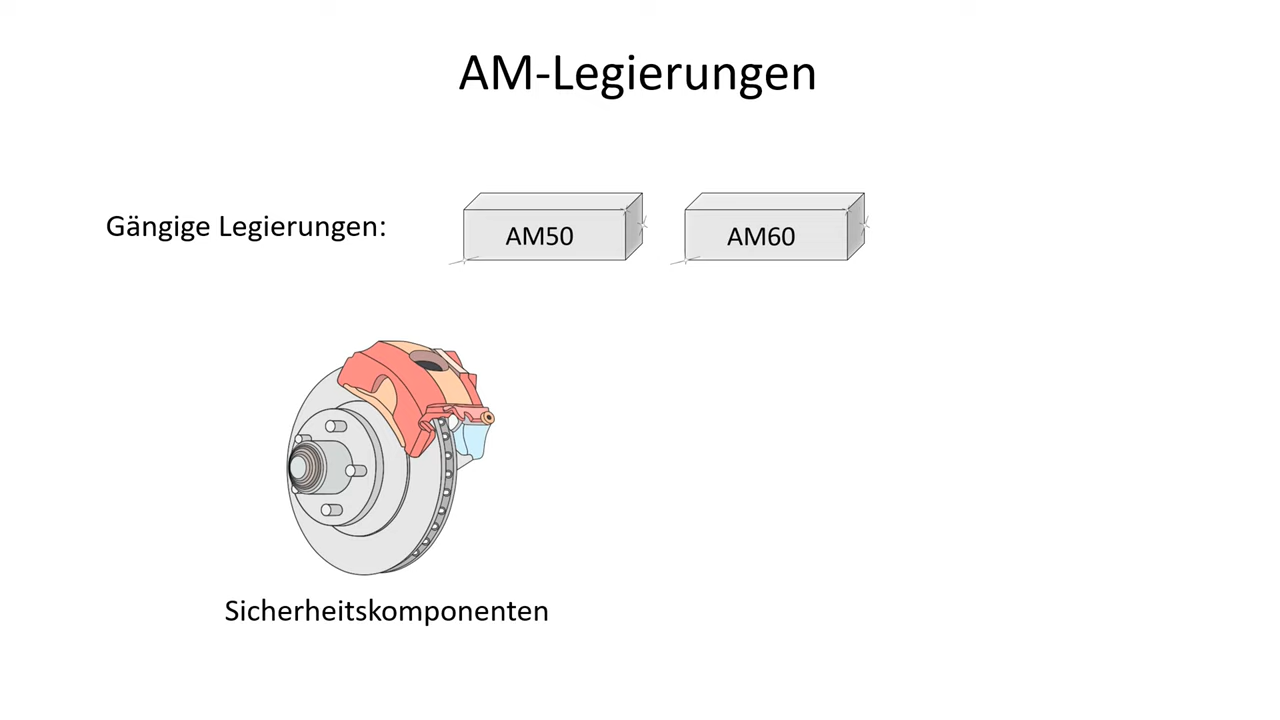 AM-Legierungen
Gängige Legierungen:
AM50
AM60
Sicherheitskomponenten